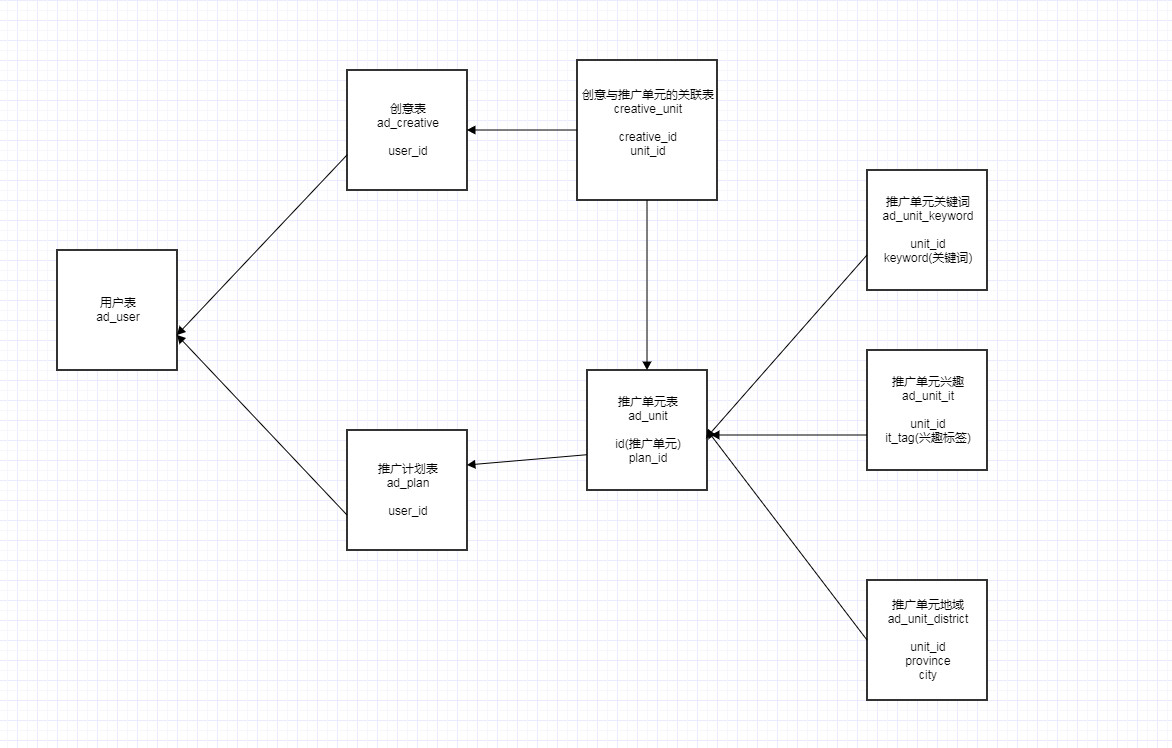 创意表
ad_creative
user_id
创意与推广单元的关联表
creative_unit
creative_id
unit_id
推广单元关键词
ad_unit_keyword
unit_id
keyword(关键词)
用户表
ad_user
推广单元表
ad_unit
id(推广单元)
plan_id
推广单元兴趣
ad_unit_it
unit_id
it_tag(兴趣标签)
推广计划表
ad_plan
user_id
推广单元地域
ad_unit_district
unit_id
province
city